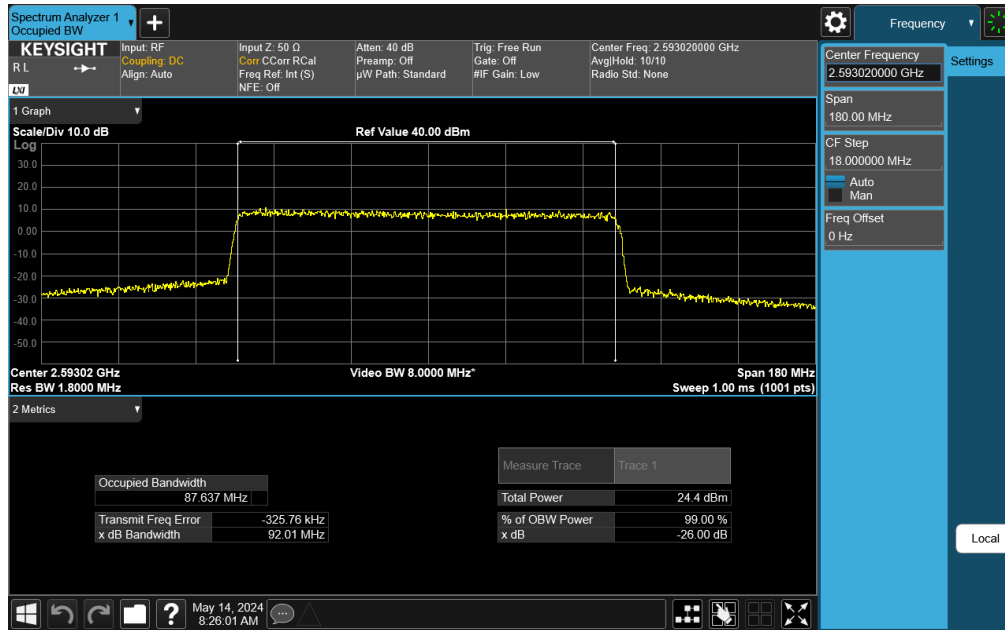 Spectrum Analyzer 1
Occupied BW
Frequency
KEYSIGHT
R L
LXI
Input: RF
Coupling: DC
Align: Auto
Input Z: 50 Ω
Corr CCorr RCal
Freq Ref: Int (S)
NFE: Off
Atten: 40 dB
Preamp: Off
µW Path: Standard
Trig: Free Run
Gate: Off
#IF Gain: Low
Center Freq: 2.593020000 GHz
Avg|Hold: 10/10
Radio Std: None
Center Frequency
2.593020000 GHz
Settings
Span
180.00 MHz
CF Step
18.000000 MHz
Auto
Man
Freq Offset
0 Hz
Local
1 Graph
Scale/Div 10.0 dB
Ref Value 40.00 dBm
Log
30.0
20.0
10.0
0.00
-10.0
-20.0
-30.0
-40.0
-50.0
Center 2.59302 GHz
Video BW 8.0000 MHz*
Span 180 MHz
Res BW 1.8000 MHz
Sweep 1.00 ms (1001 pts)
2 Metrics
Measure Trace Trace 1
Occupied Bandwidth
87.637 MHz
Total Power 24.4 dBm
Transmit Freq Error -325.76 kHz
% of OBW Power 99.00 %
x dB Bandwidth 92.01 MHz
x dB -26.00 dB
May 14, 2024
8:26:01 AM